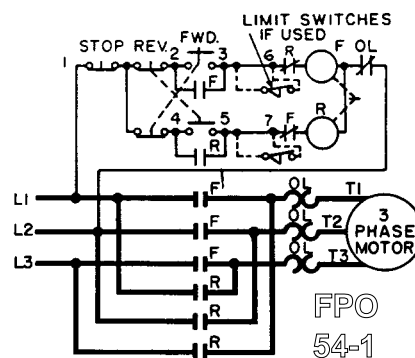 LIMIT SWITCHES
IF USED
FWD.
STOP REV.
1 2 3 6 R F OL
F
4 5 7 F R
R
L1 F OL T1
L2 F OL T2
L3 F OL T3
3
PHASE
MOTOR
R
R
R
FPO
54-1